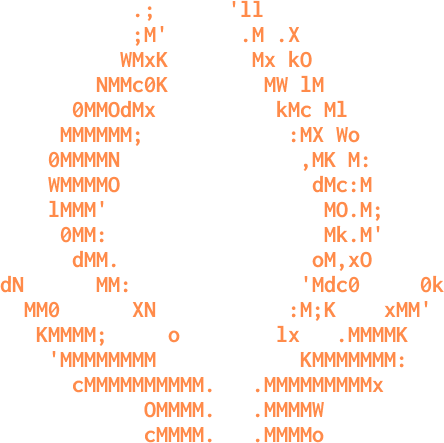 .;      'll
;M'      .M .X
WMxK       Mx kO
NMMc0K        MW lM
0MMOdMx          kMc Ml
MMMMMM;            :MX Wo
0MMMMN               ,MK M:
WMMMMO                dMc:M
lMMM'                  MO.M;
0MM:                  Mk.M'
dMM.                oM,xO
dN      MM:              'Mdc0     0k
MM0      XN           :M;K    xMM'
KMMMM;     o        lx   .MMMMK
'MMMMMMMM            KMMMMMMM:
cMMMMMMMMMM.   .MMMMMMMMMx
OMMMM.   .MMMMW
cMMMM.   .MMMMo